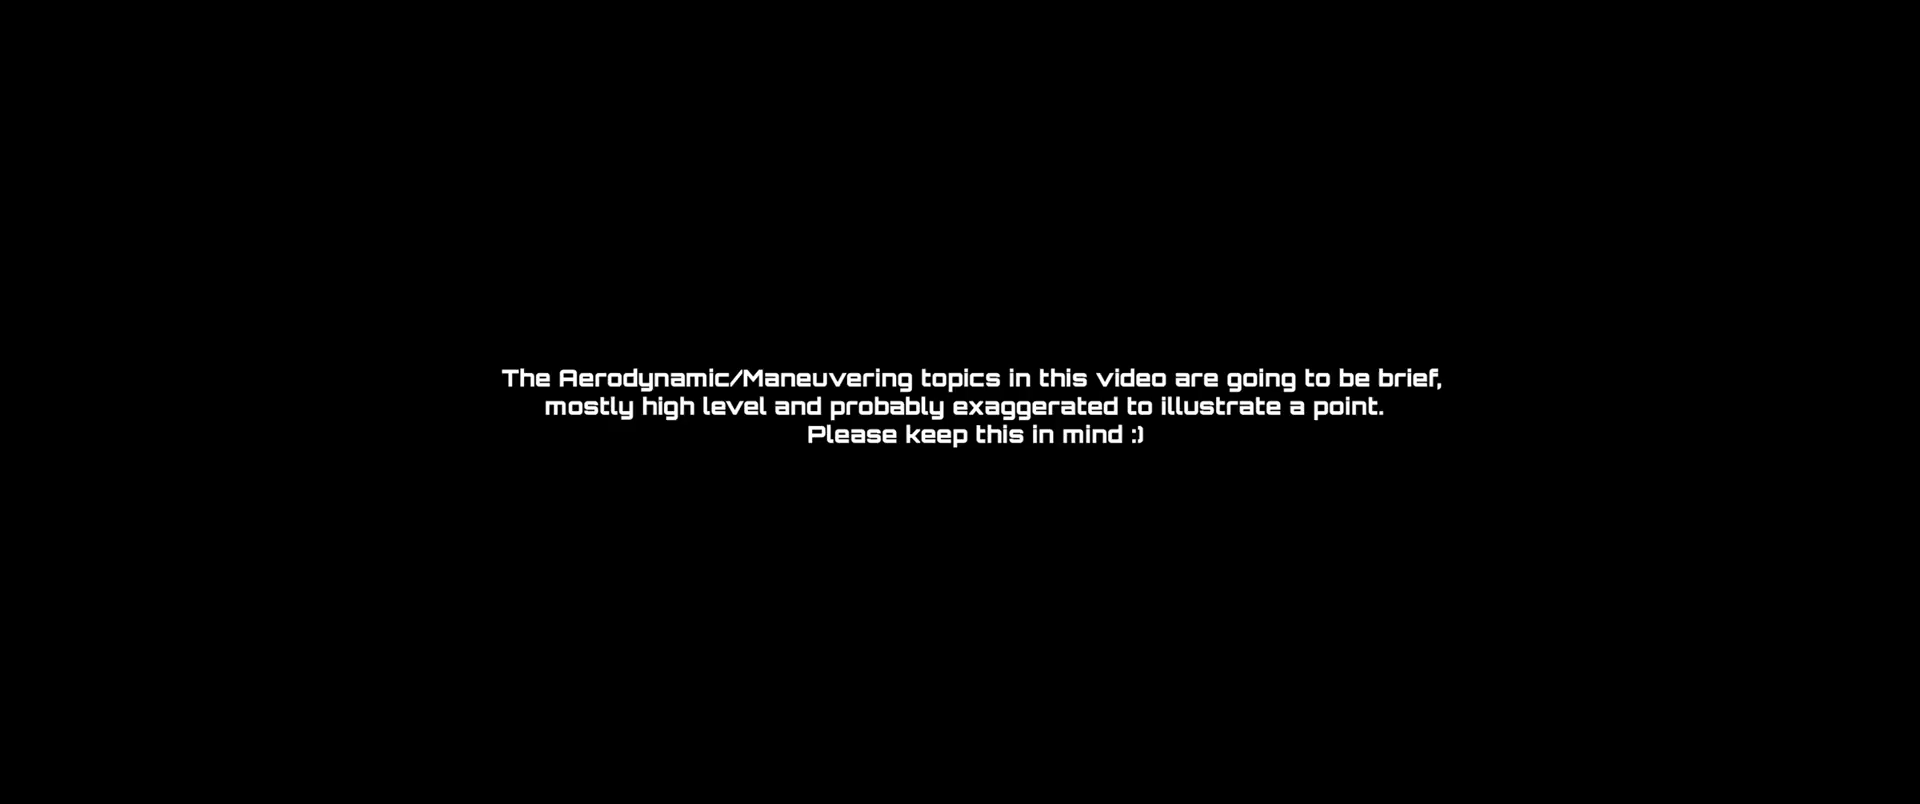 The Aerodynamic/Maneuvering topics in this video are going to be brief,
mostly high level and probably exaggerated to illustrate a point.
Please keep this in mind :)